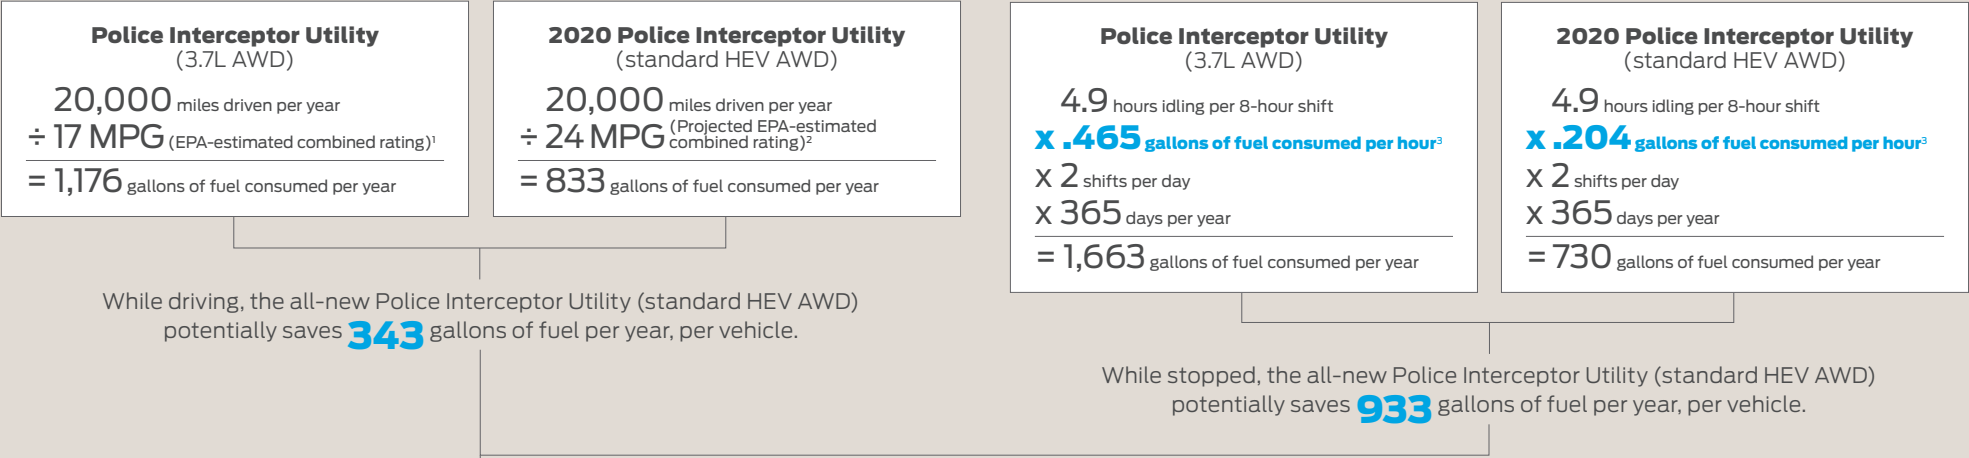 Police Interceptor Utility
(3.7L AWD)
20,000 miles driven per year
÷ 17 MPG (EPA-estimated combined rating)¹
= 1,176 gallons of fuel consumed per year
2020 Police Interceptor Utility
(standard HEV AWD)
20,000 miles driven per year
÷ 24 MPG (Projected EPA-estimated
combined rating)²
= 833 gallons of fuel consumed per year
While driving, the all-new Police Interceptor Utility (standard HEV AWD)
potentially saves 343 gallons of fuel per year, per vehicle.
Police Interceptor Utility
(3.7L AWD)
4.9 hours idling per 8-hour shift
x .465 gallons of fuel consumed per hour³
x 2 shifts per day
x 365 days per year
= 1,663 gallons of fuel consumed per year
2020 Police Interceptor Utility
(standard HEV AWD)
4.9 hours idling per 8-hour shift
x .204 gallons of fuel consumed per hour³
x 2 shifts per day
x 365 days per year
= 730 gallons of fuel consumed per year
While stopped, the all-new Police Interceptor Utility (standard HEV AWD)
potentially saves 933 gallons of fuel per year, per vehicle.